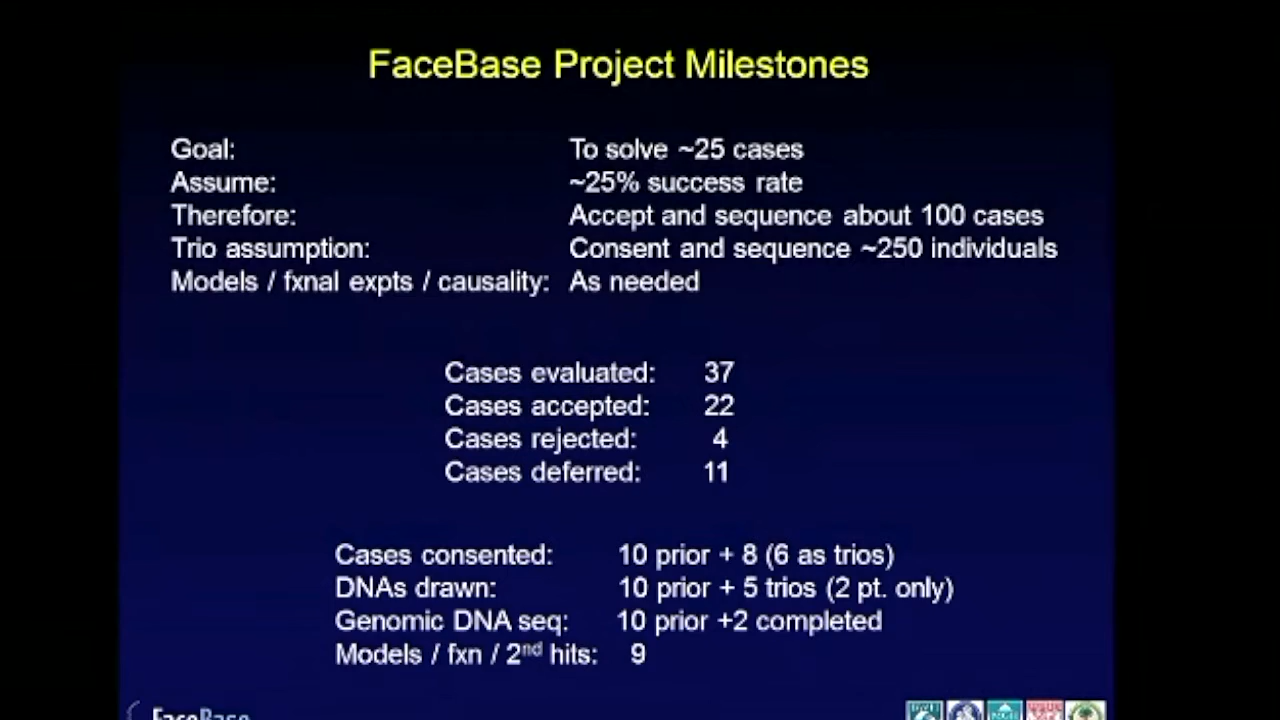 FaceBase Project Milestones
Goal: To solve ~25 cases
Assume: ~25% success rate
Therefore: Accept and sequence about 100 cases
Trio assumption: Consent and sequence ~250 individuals
Models / fxnal expts / causality: As needed
Cases evaluated: 37
Cases accepted: 22
Cases rejected: 4
Cases deferred: 11
Cases consented: 10 prior + 8 (6 as trios)
DNAs drawn: 10 prior + 5 trios (2 pt. only)
Genomic DNA seq: 10 prior +2 completed
Models / fxn / 2nd hits: 9
FaceBase